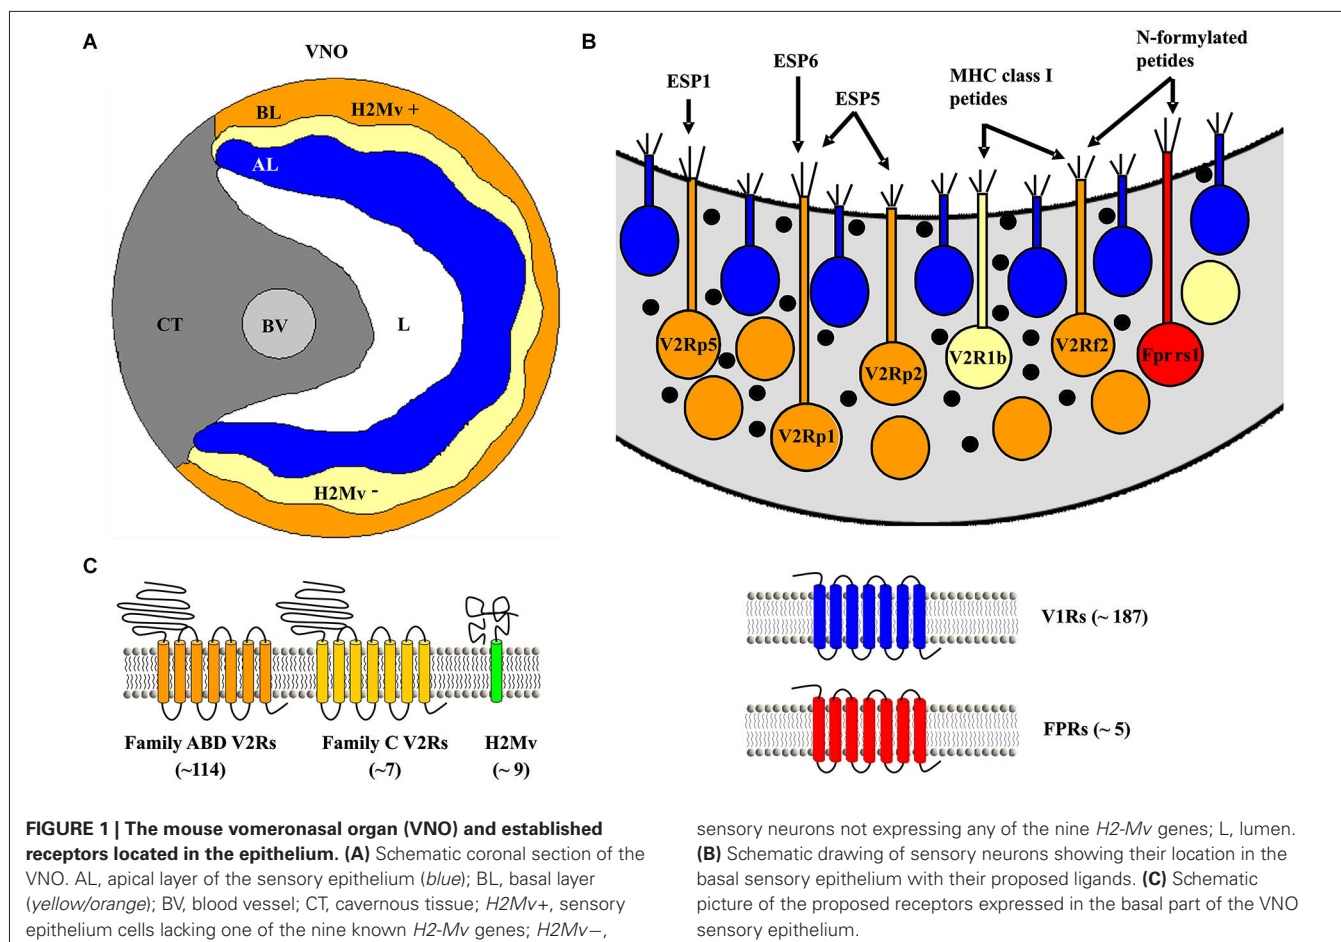 A
VNO
BL
H2Mv +
AL
CT
BV
L
H2Mv -
B
ESP1
ESP6
ESP5
MHC class I
petides
N-formylated
petides
V2Rp5
V2Rp1
V2Rp2
V2R1b
V2Rf2
Fpr rs1
C
Family ABD V2Rs
(~114)
Family C V2Rs
(~7)
H2Mv
(~ 9)
V1Rs (~ 187)
FPRs (~ 5)
FIGURE 1 | The mouse vomeronasal organ (VNO) and established
receptors located in the epithelium. (A) Schematic coronal section of the
VNO. AL, apical layer of the sensory epithelium (blue); BL, basal layer
(yellow/orange); BV, blood vessel; CT, cavernous tissue; H2Mv+, sensory
epithelium cells lacking one of the nine known H2-Mv genes; H2Mv−,
sensory neurons not expressing any of the nine H2-Mv genes; L, lumen.
(B) Schematic drawing of sensory neurons showing their location in the
basal sensory epithelium with their proposed ligands. (C) Schematic
picture of the proposed receptors expressed in the basal part of the VNO
sensory epithelium.